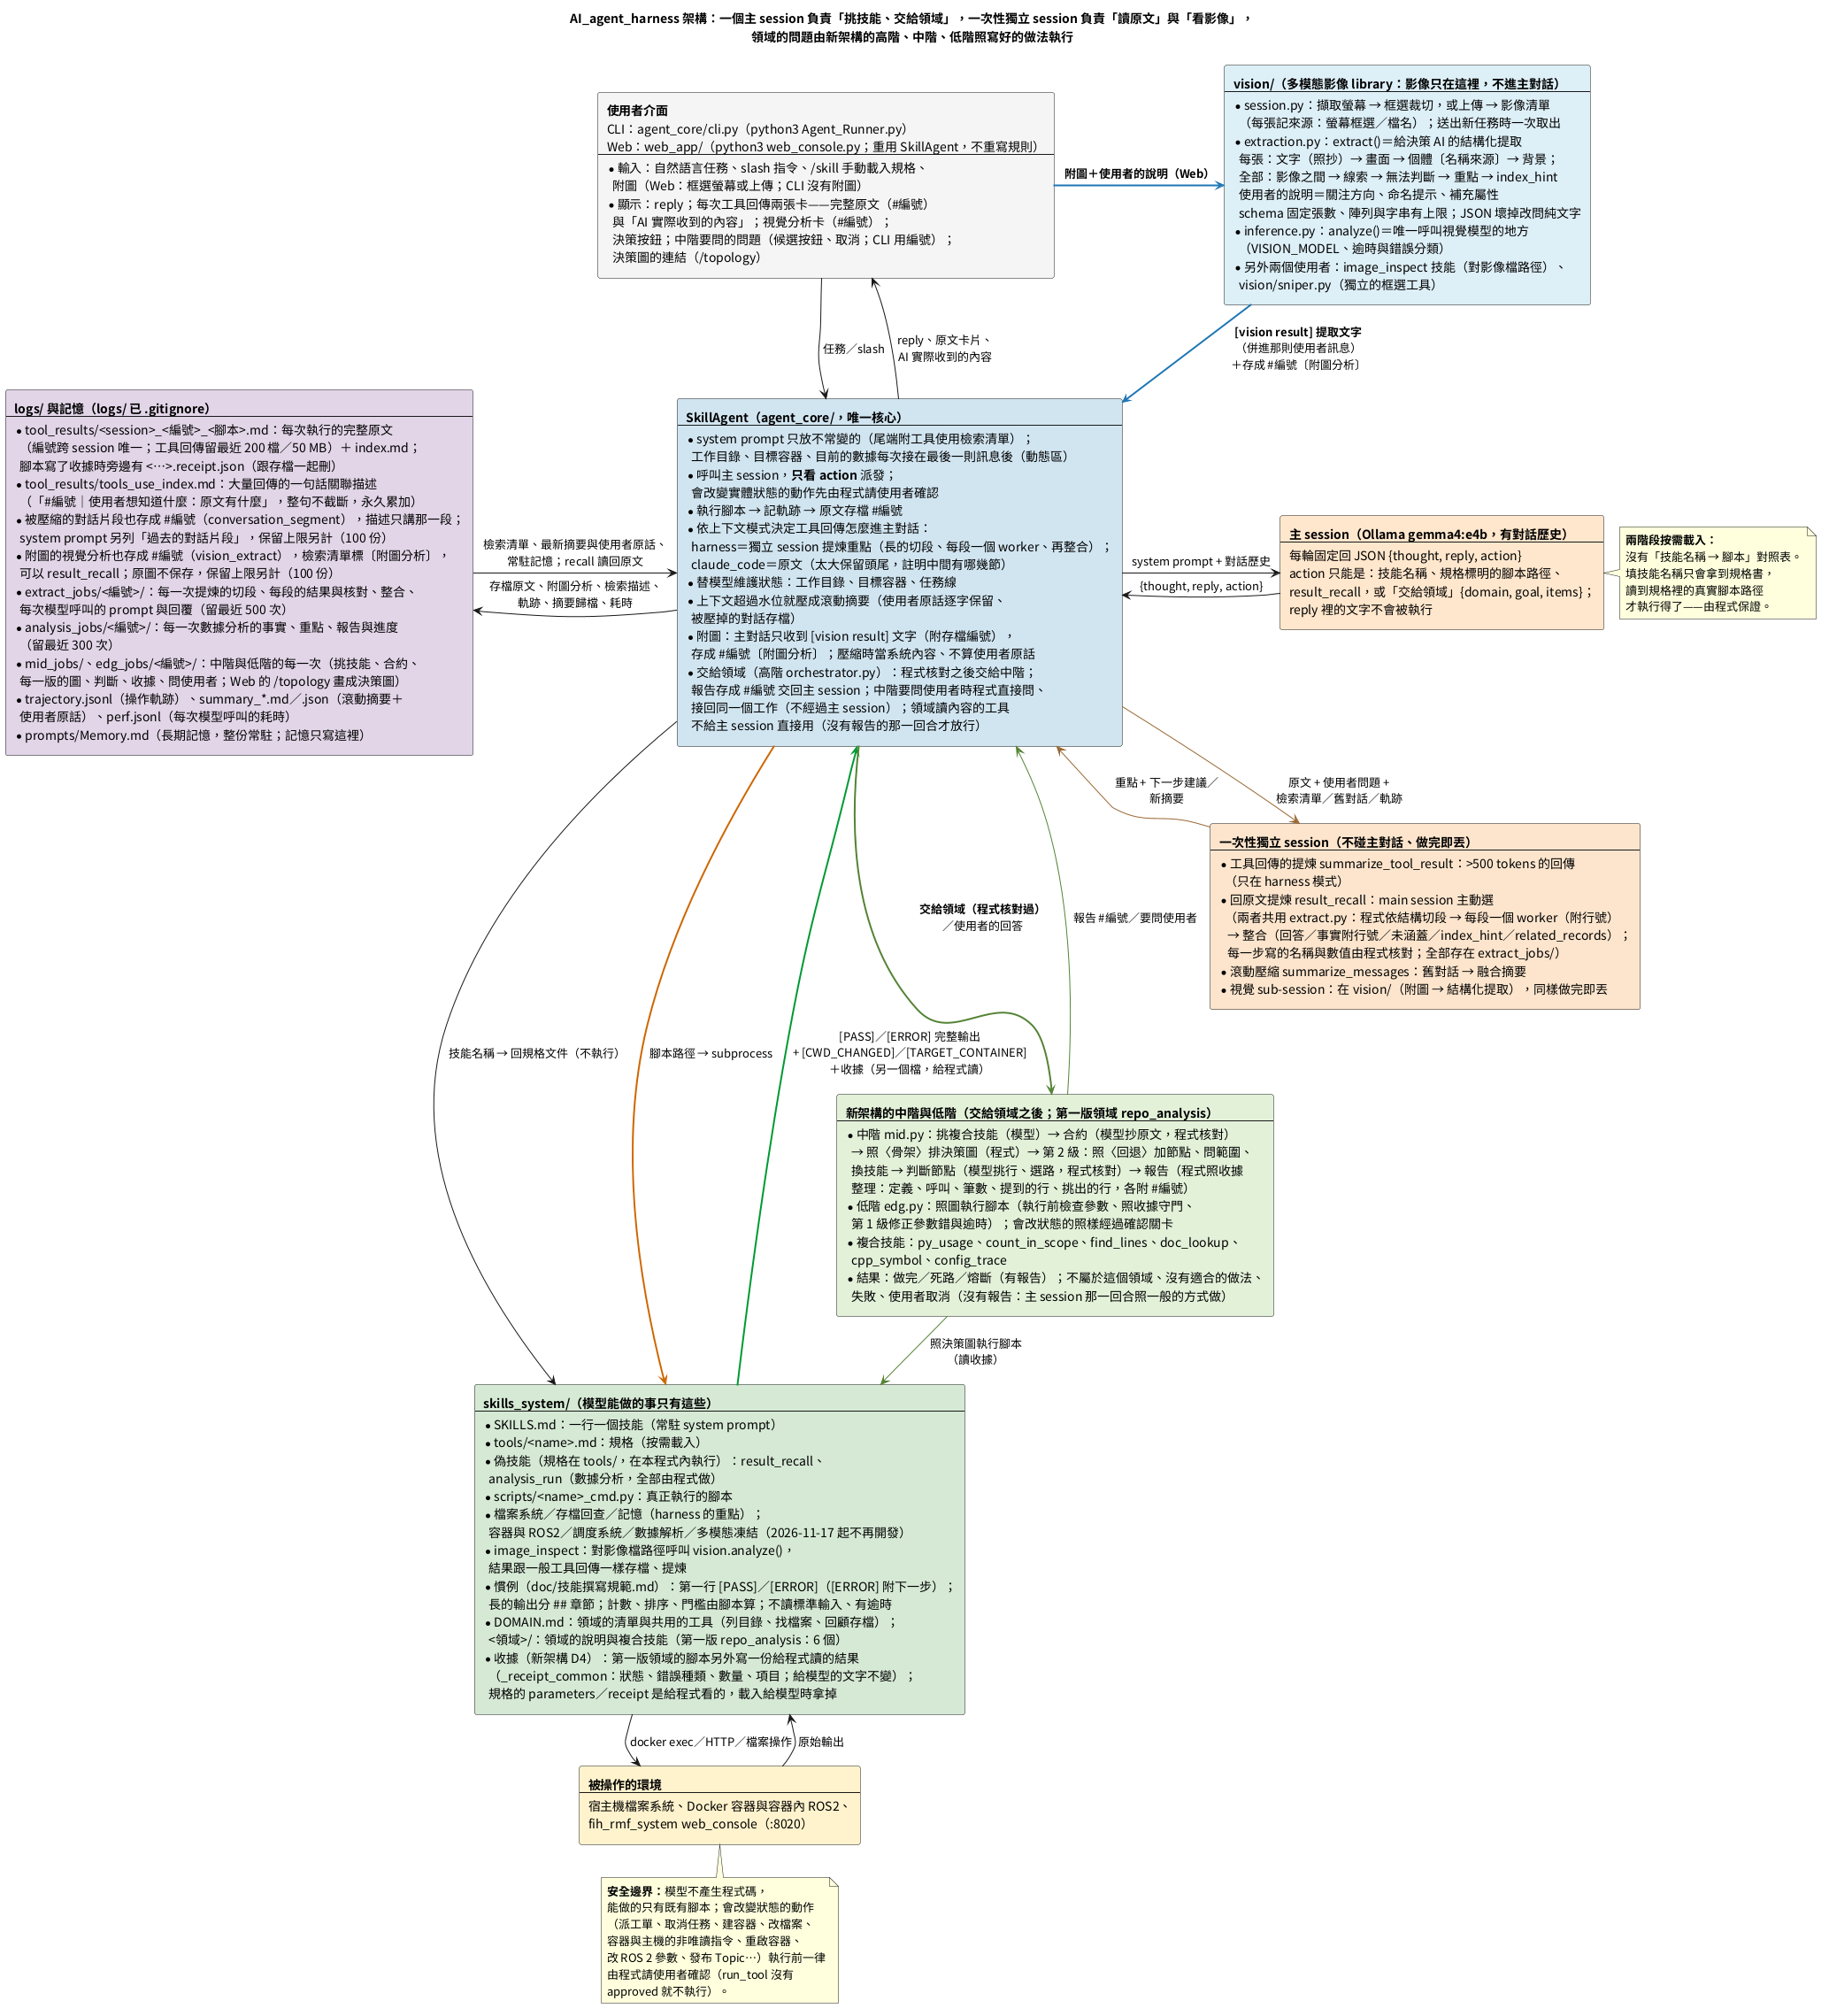 AI_agent_harness 架構：一個主 session 負責「挑技能、交給領域」，一次性獨立 session 負責「讀原文」與「看影像」，
領域的問題由新架構的高階、中階、低階照寫好的做法執行
使用者介面
CLI：agent_core/cli.py（python3 Agent_Runner.py）
Web：web_app/（python3 web_console.py；重用 SkillAgent，不重寫規則）
• 輸入：自然語言任務、slash 指令、/skill 手動載入規格、
附圖（Web：框選螢幕或上傳；CLI 沒有附圖）
• 顯示：reply；每次工具回傳兩張卡——完整原文（#編號）
與「AI 實際收到的內容」；視覺分析卡（#編號）；
決策按鈕；中階要問的問題（候選按鈕、取消；CLI 用編號）；
決策圖的連結（/topology）
附圖＋使用者的說明（Web）
vision/（多模態影像 library：影像只在這裡，不進主對話）
• session.py：擷取螢幕 → 框選裁切，或上傳 → 影像清單
（每張記來源：螢幕框選／檔名）；送出新任務時一次取出
• extraction.py：extract()＝給決策 AI 的結構化提取
每張：文字（照抄）→ 畫面 → 個體〔名稱來源〕→ 背景；
全部：影像之間 → 線索 → 無法判斷 → 重點 → index_hint
使用者的說明＝關注方向、命名提示、補充屬性
schema 固定張數、陣列與字串有上限；JSON 壞掉改問純文字
• inference.py：analyze()＝唯一呼叫視覺模型的地方
（VISION_MODEL、逾時與錯誤分類）
• 另外兩個使用者：image_inspect 技能（對影像檔路徑）、
vision/sniper.py（獨立的框選工具）
任務／slash
reply、原文卡片、
AI 實際收到的內容
[vision result] 提取文字
（併進那則使用者訊息）
＋存成 #編號〔附圖分析〕
logs/ 與記憶（logs/ 已 .gitignore）
• tool_results/<session>_<編號>_<腳本>.md：每次執行的完整原文
（編號跨 session 唯一；工具回傳留最近 200 檔／50 MB）＋ index.md；
腳本寫了收據時旁邊有 <…>.receipt.json（跟存檔一起刪）
• tool_results/tools_use_index.md：大量回傳的一句話關聯描述
（「#編號｜使用者想知道什麼：原文有什麼」，整句不截斷，永久累加）
• 被壓縮的對話片段也存成 #編號（conversation_segment），描述只講那一段；
system prompt 另列「過去的對話片段」，保留上限另計（100 份）
• 附圖的視覺分析也存成 #編號（vision_extract），檢索清單標〔附圖分析〕，
可以 result_recall；原圖不保存，保留上限另計（100 份）
• extract_jobs/<編號>/：每一次提煉的切段、每段的結果與核對、整合、
每次模型呼叫的 prompt 與回覆（留最近 500 次）
• analysis_jobs/<編號>/：每一次數據分析的事實、重點、報告與進度
（留最近 300 次）
• mid_jobs/、edg_jobs/<編號>/：中階與低階的每一次（挑技能、合約、
每一版的圖、判斷、收據、問使用者；Web 的 /topology 畫成決策圖）
• trajectory.jsonl（操作軌跡）、summary_*.md／.json（滾動摘要＋
使用者原話）、perf.jsonl（每次模型呼叫的耗時）
• prompts/Memory.md（長期記憶，整份常駐；記憶只寫這裡）
檢索清單、最新摘要與使用者原話、
常駐記憶；recall 讀回原文
存檔原文、附圖分析、檢索描述、
軌跡、摘要歸檔、耗時
SkillAgent（agent_core/，唯一核心）
• system prompt 只放不常變的（尾端附工具使用檢索清單）；
工作目錄、目標容器、目前的數據每次接在最後一則訊息後（動態區）
• 呼叫主 session，只看 action 派發；
會改變實體狀態的動作先由程式請使用者確認
• 執行腳本 → 記軌跡 → 原文存檔 #編號
• 依上下文模式決定工具回傳怎麼進主對話：
harness＝獨立 session 提煉重點（長的切段、每段一個 worker、再整合）；
claude_code＝原文（太大保留頭尾，註明中間有哪幾節）
• 替模型維護狀態：工作目錄、目標容器、任務線
• 上下文超過水位就壓成滾動摘要（使用者原話逐字保留、
被壓掉的對話存檔）
• 附圖：主對話只收到 [vision result] 文字（附存檔編號），
存成 #編號〔附圖分析〕；壓縮時當系統內容、不算使用者原話
• 交給領域（高階 orchestrator.py）：程式核對之後交給中階；
報告存成 #編號 交回主 session；中階要問使用者時程式直接問、
接回同一個工作（不經過主 session）；領域讀內容的工具
不給主 session 直接用（沒有報告的那一回合才放行）
system prompt + 對話歷史
{thought, reply, action}
主 session（Ollama gemma4:e4b，有對話歷史）
每輪固定回 JSON {thought, reply, action}
action 只能是：技能名稱、規格標明的腳本路徑、
result_recall，或「交給領域」{domain, goal, items}；
reply 裡的文字不會被執行
兩階段按需載入：
沒有「技能名稱 → 腳本」對照表。
填技能名稱只會拿到規格書，
讀到規格裡的真實腳本路徑
才執行得了——由程式保證。
重點 + 下一步建議／
新摘要
原文 + 使用者問題 +
檢索清單／舊對話／軌跡
一次性獨立 session（不碰主對話、做完即丟）
• 工具回傳的提煉 summarize_tool_result：>500 tokens 的回傳
（只在 harness 模式）
• 回原文提煉 result_recall：main session 主動選
（兩者共用 extract.py：程式依結構切段 → 每段一個 worker（附行號）
→ 整合（回答／事實附行號／未涵蓋／index_hint／related_records）；
每一步寫的名稱與數值由程式核對；全部存在 extract_jobs/）
• 滾動壓縮 summarize_messages：舊對話 → 融合摘要
• 視覺 sub-session：在 vision/（附圖 → 結構化提取），同樣做完即丟
交給領域（程式核對過）
／使用者的回答
報告 #編號／要問使用者
技能名稱 → 回規格文件（不執行）
腳本路徑 → subprocess
[PASS]／[ERROR] 完整輸出
+ [CWD_CHANGED]／[TARGET_CONTAINER]
＋收據（另一個檔，給程式讀）
新架構的中階與低階（交給領域之後；第一版領域 repo_analysis）
• 中階 mid.py：挑複合技能（模型）→ 合約（模型抄原文，程式核對）
→ 照〈骨架〉排決策圖（程式）→ 第 2 級：照〈回退〉加節點、問範圍、
換技能 → 判斷節點（模型挑行、選路，程式核對）→ 報告（程式照收據
整理：定義、呼叫、筆數、提到的行、挑出的行，各附 #編號）
• 低階 edg.py：照圖執行腳本（執行前檢查參數、照收據守門、
第 1 級修正參數錯與逾時）；會改狀態的照樣經過確認關卡
• 複合技能：py_usage、count_in_scope、find_lines、doc_lookup、
cpp_symbol、config_trace
• 結果：做完／死路／熔斷（有報告）；不屬於這個領域、沒有適合的做法、
失敗、使用者取消（沒有報告：主 session 那一回合照一般的方式做）
照決策圖執行腳本
（讀收據）
skills_system/（模型能做的事只有這些）
• SKILLS.md：一行一個技能（常駐 system prompt）
• tools/<name>.md：規格（按需載入）
• 偽技能（規格在 tools/，在本程式內執行）：result_recall、
analysis_run（數據分析，全部由程式做）
• scripts/<name>_cmd.py：真正執行的腳本
• 檔案系統／存檔回查／記憶（harness 的重點）；
容器與 ROS2／調度系統／數據解析／多模態凍結（2026-11-17 起不再開發）
• image_inspect：對影像檔路徑呼叫 vision.analyze()，
結果跟一般工具回傳一樣存檔、提煉
• 慣例（doc/技能撰寫規範.md）：第一行 [PASS]／[ERROR]（[ERROR] 附下一步）；
長的輸出分 ## 章節；計數、排序、門檻由腳本算；不讀標準輸入、有逾時
• DOMAIN.md：領域的清單與共用的工具（列目錄、找檔案、回顧存檔）；
<領域>/：領域的說明與複合技能（第一版 repo_analysis：6 個）
• 收據（新架構 D4）：第一版領域的腳本另外寫一份給程式讀的結果
（_receipt_common：狀態、錯誤種類、數量、項目；給模型的文字不變）；
規格的 parameters／receipt 是給程式看的，載入給模型時拿掉
docker exec／HTTP／檔案操作
原始輸出
被操作的環境
宿主機檔案系統、Docker 容器與容器內 ROS2、
fih_rmf_system web_console（:8020）
安全邊界：模型不產生程式碼，
能做的只有既有腳本；會改變狀態的動作
（派工單、取消任務、建容器、改檔案、
容器與主機的非唯讀指令、重啟容器、
改 ROS 2 參數、發布 Topic…）執行前一律
由程式請使用者確認（run_tool 沒有
approved 就不執行）。